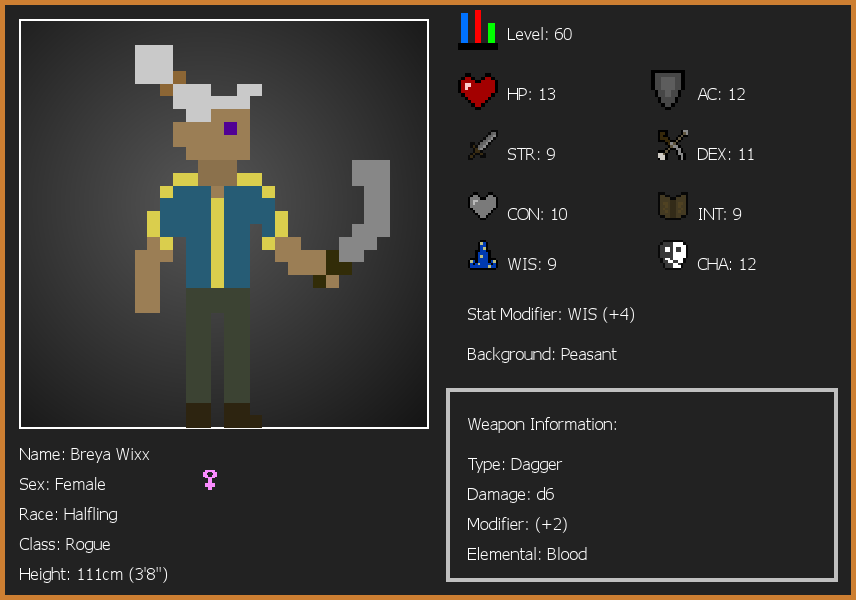 Level: 60
HP: 13
AC: 12
STR: 9
DEX: 11
CON: 10
INT: 9
WIS: 9
CHA: 12
Stat Modifier: WIS (+4)
Background: Peasant
Weapon Information:
Type: Dagger
Damage: d6
Modifier: (+2)
Elemental: Blood
Name: Breya Wixx
Sex: Female
Race: Halfling
Class: Rogue
Height: 111cm (3'8")